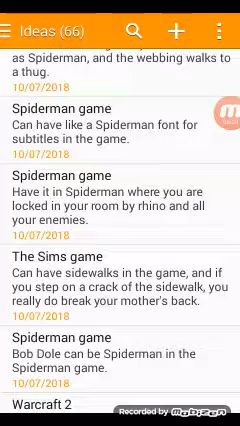 Ideas (66)
as Spiderman, and the webbing walks to
a thug.
10/07/2018
Spiderman game
Can have like a Spiderman font for
subtitles in the game.
10/07/2018
Spiderman game
Have it in Spiderman where you are
locked in your room by rhino and all
your enemies.
10/07/2018
The Sims game
Can have sidewalks in the game, and if
you step on a crack of the sidewalk, you
really do break your mother's back.
10/07/2018
Spiderman game
Bob Dole can be Spiderman in the
Spiderman game.
10/07/2018
Warcraft 2
Recorded by mobizen